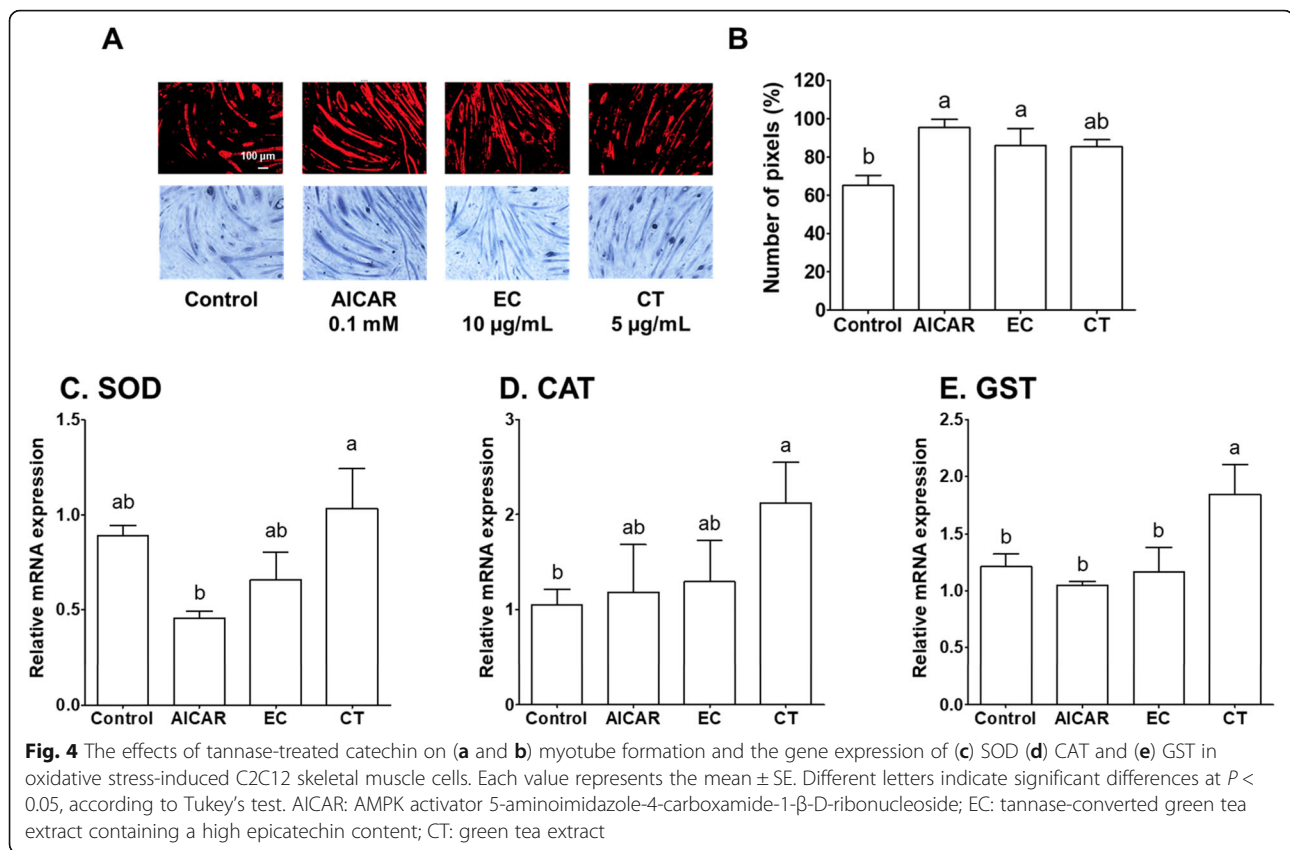 A
B
100 µm
Control
AICAR
0.1 mM
EC
10 µg/mL
CT
5 µg/mL
Number of pixels (%)
120
100
80
60
40
20
0
b
a
a
ab
Control
AICAR
EC
CT
C. SOD
Relative mRNA expression
1.5
1.0
0.5
0.0
ab
b
ab
a
Control
AICAR
EC
CT
D. CAT
Relative mRNA expression
3
2
1
0
b
ab
ab
a
Control
AICAR
EC
CT
E. GST
Relative mRNA expression
2.5
2.0
1.5
1.0
0.5
0.0
b
b
b
a
Control
AICAR
EC
CT
Fig. 4 The effects of tannase-treated catechin on (a and b) myotube formation and the gene expression of (c) SOD (d) CAT and (e) GST in
oxidative stress-induced C2C12 skeletal muscle cells. Each value represents the mean ± SE. Different letters indicate significant differences at P <
0.05, according to Tukey's test. AICAR: AMPK activator 5-aminoimidazole-4-carboxamide-1-β-D-ribonucleoside; EC: tannase-converted green tea
extract containing a high epicatechin content; CT: green tea extract